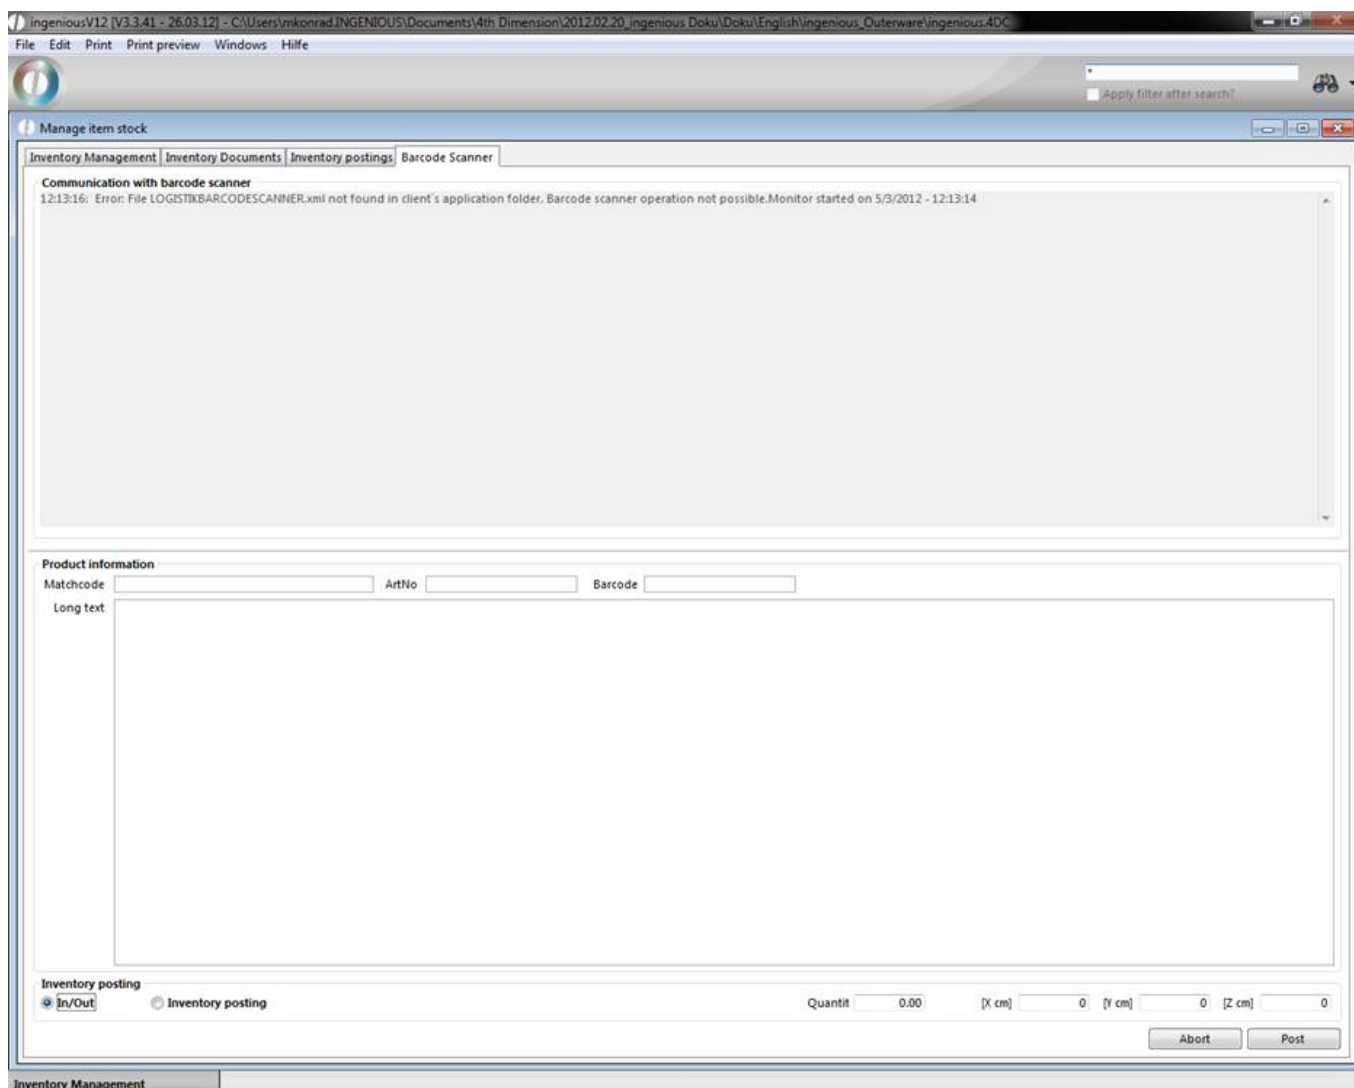 ingeniousV12 [V3.3.41 - 26.03.12] - C:\Users\mkonrad.INGENIOUS\Documents\4th Dimension\2012.02.20_ingenious Doku\Doku\English\ingenious_Outerware\ingenious.4DC
File Edit Print Print preview Windows Hilfe
*
Apply filter after search?
Manage item stock
Inventory Management Inventory Documents Inventory postings Barcode Scanner
Communication with barcode scanner
12:13:16: Error: File LOGISTIKBARCODESCANNER.xml not found in client`s application folder. Barcode scanner operation not possible.Monitor started on 5/3/2012 - 12:13:14
Product information
Matchcode ArtNo Barcode
Long text
Inventory posting
In/Out Inventory posting Quantit 0.00 [X cm] 0 [Y cm] 0 [Z cm] 0
Abort Post
Inventory Management